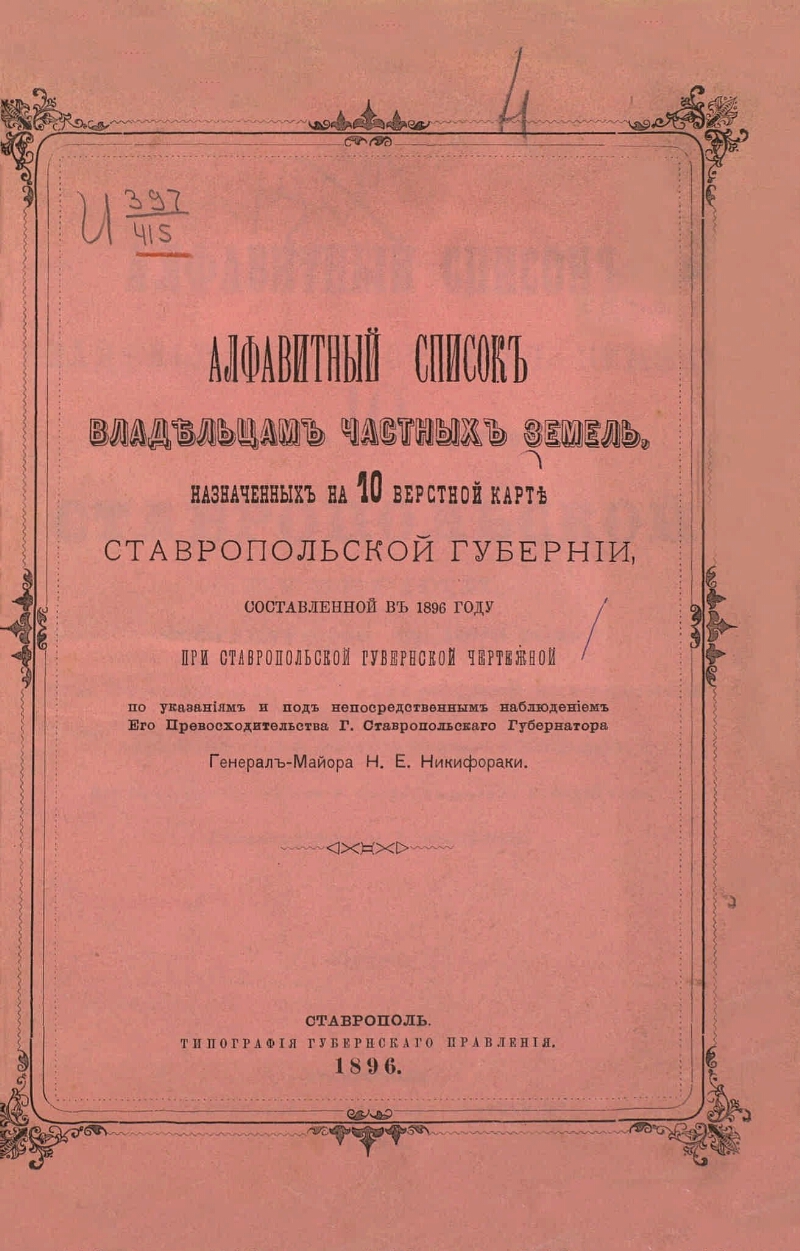 4
И 337
415
АЛФАВИТНЫЙ СПИСОКЪ
ВЛАДѢЛЬЦАМЪ ЧАСТНЫХЪ ЗЕМЕЛЬ,
НАЗНАЧЕННЫХЪ НА 10 ВЕРСТНОЙ КАРТѢ
СТАВРОПОЛЬСКОЙ ГУБЕРНІИ,
СОСТАВЛЕННОЙ ВЪ 1896 ГОДУ
ПРИ СТАВРОПОЛЬСКОЙ ГУБЕРНСКОЙ ЧЕРТЕЖНОЙ
по указаніямъ и подъ непосредственнымъ наблюденіемъ
Его Превосходительства Г. Ставропольскаго Губернатора
Генералъ-Майора Н. Е. Никифораки.
СТАВРОПОЛЬ.
ТИПОГРАФІЯ ГУБЕРНСКАГО ПРАВЛЕНІЯ.
1896.